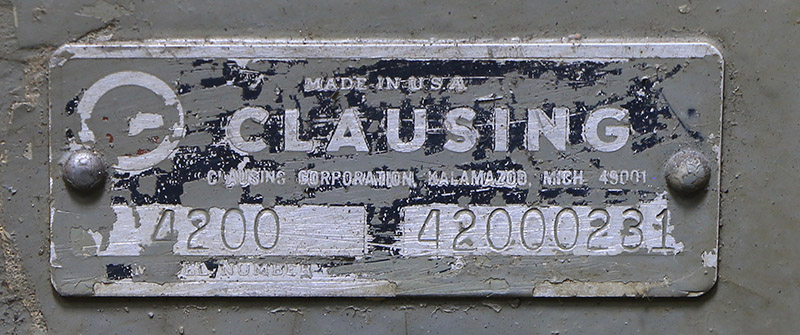 MADE IN U.S.A.
CLAUSING
CLAUSING CORPORATION, KALAMAZOO, MICH. 49001
4200 42000231
NUMBER